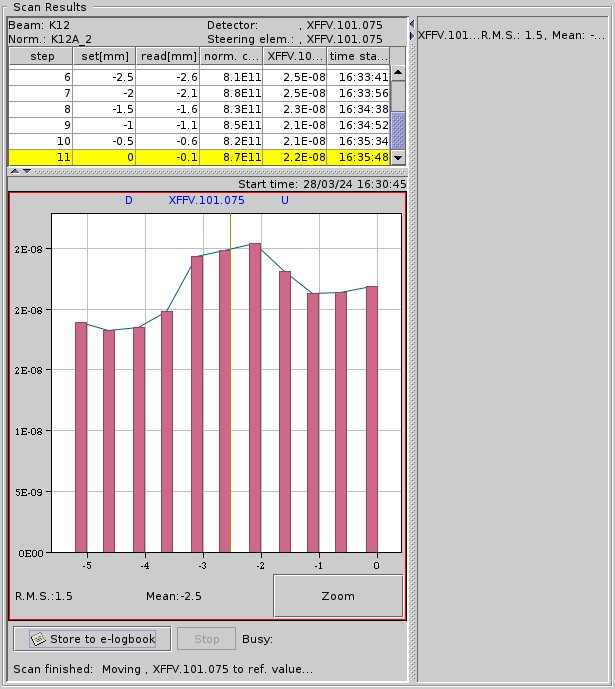 Scan Results
Beam: K12 Detector: , XFFV.101.075
Norm.: K12A_2 Steering elem.: , XFFV.101.075
step set[mm] read[mm] norm. c... XFFV.10... time sta...
6 -2.5 -2.6 8.1E11 2.5E-08 16:33:41
7 -2 -2.1 8.8E11 2.5E-08 16:33:56
8 -1.5 -1.6 8.3E11 2.3E-08 16:34:38
9 -1 -1.1 8.5E11 2.1E-08 16:34:52
10 -0.5 -0.6 8.2E11 2.1E-08 16:35:34
11 0 -0.1 8.7E11 2.2E-08 16:35:48
XFFV.101...R.M.S.: 1.5, Mean: -...
Start time: 28/03/24 16:30:45
D XFFV.101.075 U
2E-08
2E-08
2E-08
1E-08
5E-09
0E00
-5 -4 -3 -2 -1 0
R.M.S.:1.5 Mean:-2.5 Zoom
Store to e-logbook Stop Busy:
Scan finished: Moving , XFFV.101.075 to ref. value...